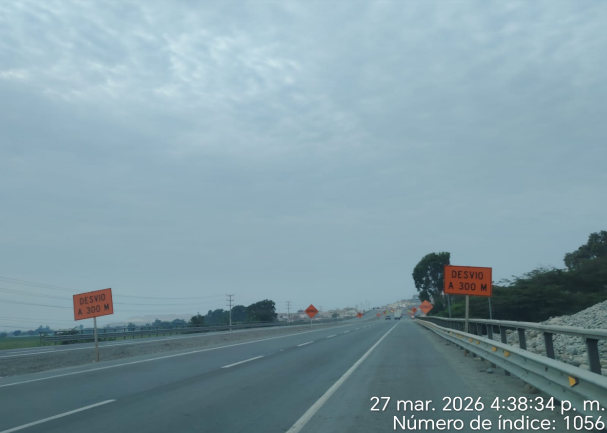 DESVIO
A 300 M
DESVIO
A 300 M
27 mar. 2026 4:38:34 p. m.
Número de índice: 1056